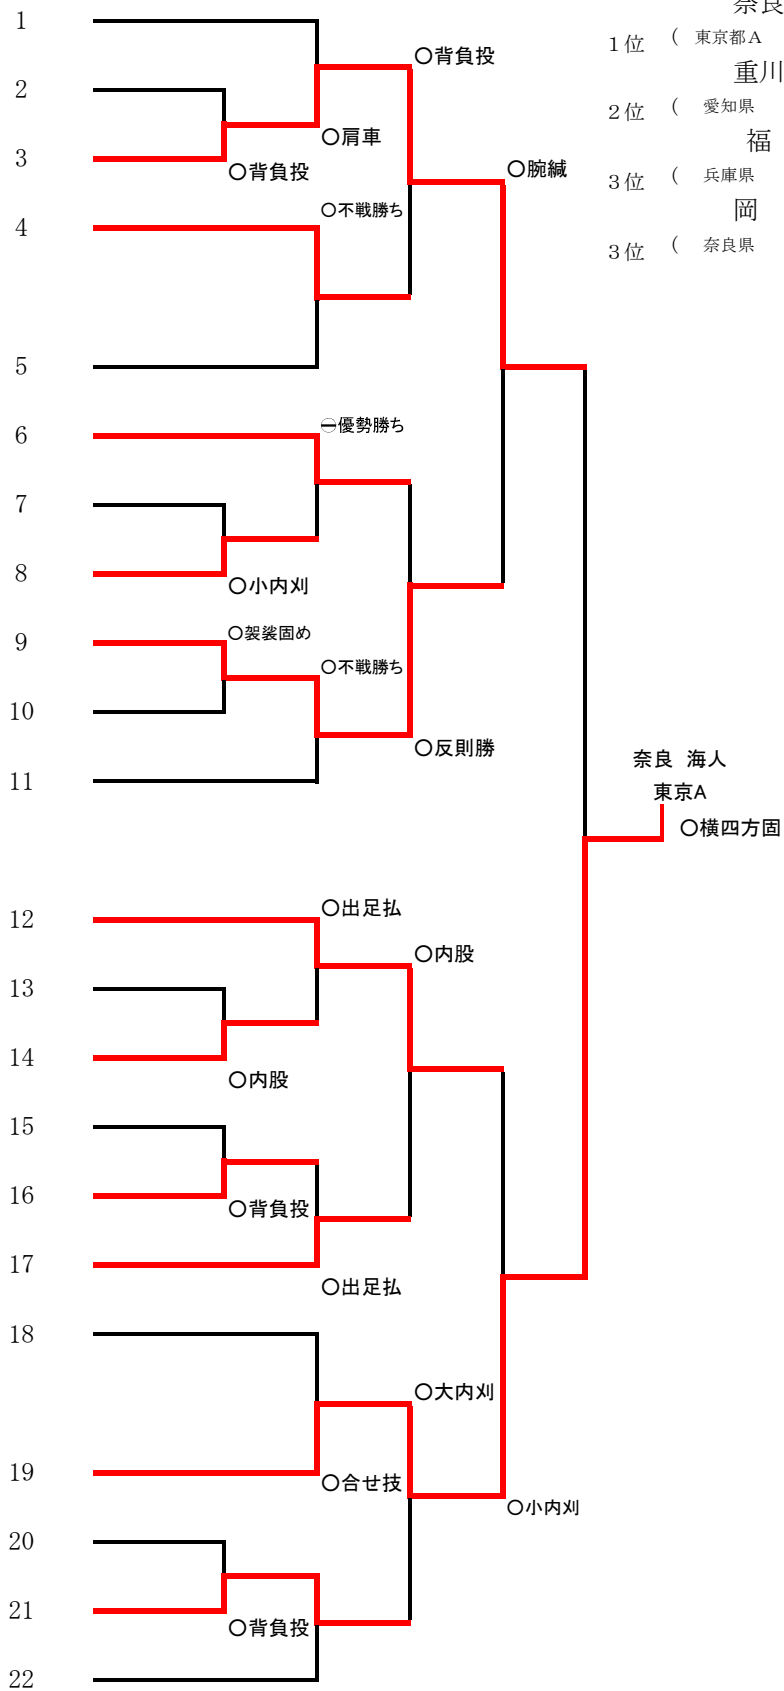 奈良
1位 ( 東京都A
重川
2位 ( 愛知県
福
3位 ( 兵庫県
岡
3位 ( 奈良県
1
○背負投
2
○肩車
3
○背負投
○腕緘
○不戦勝ち
4
5
○優勢勝ち
6
7
8
○小内刈
○袈裟固め
9
○不戦勝ち
10
○反則勝
11
奈良 海人
東京A
○横四方固
○出足払
12
○内股
13
14
○内股
15
16
○背負投
17
○出足払
18
○大内刈
19
○合せ技
○小内刈
20
21
○背負投
22